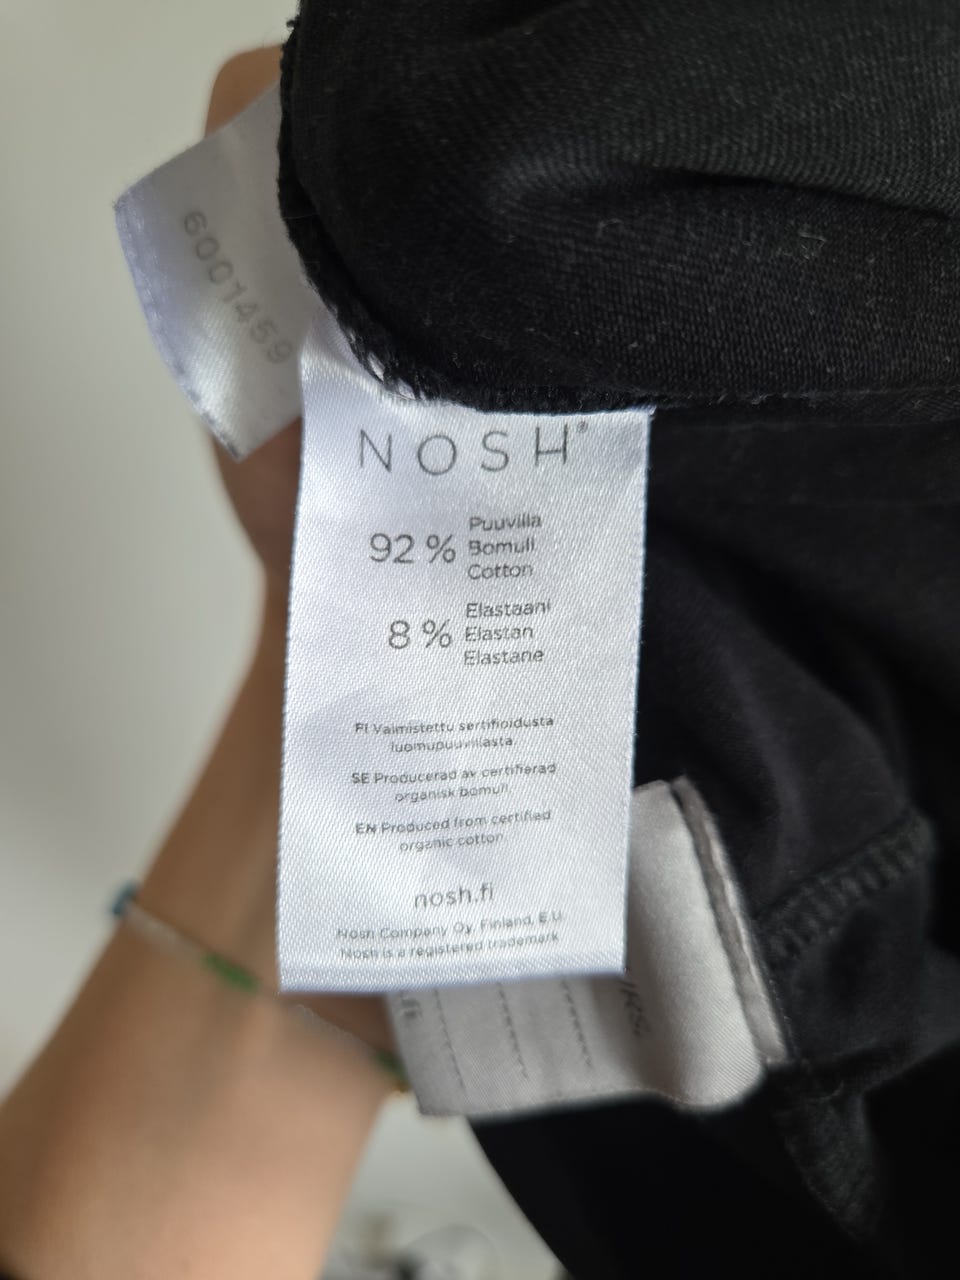 6001459
NOSH®
92 % Puuvilla
Bomull
Cotton
8 % Elastaani
Elastan
Elastane
FI Valmistettu sertifioidusta
luomupuuvillasta.
SE Producerad av certifierad
organisk bomull.
EN Produced from certified
organic cotton.
nosh.fi
Nosh Company Oy, Finland, E.U.
Nosh is a registered trademark